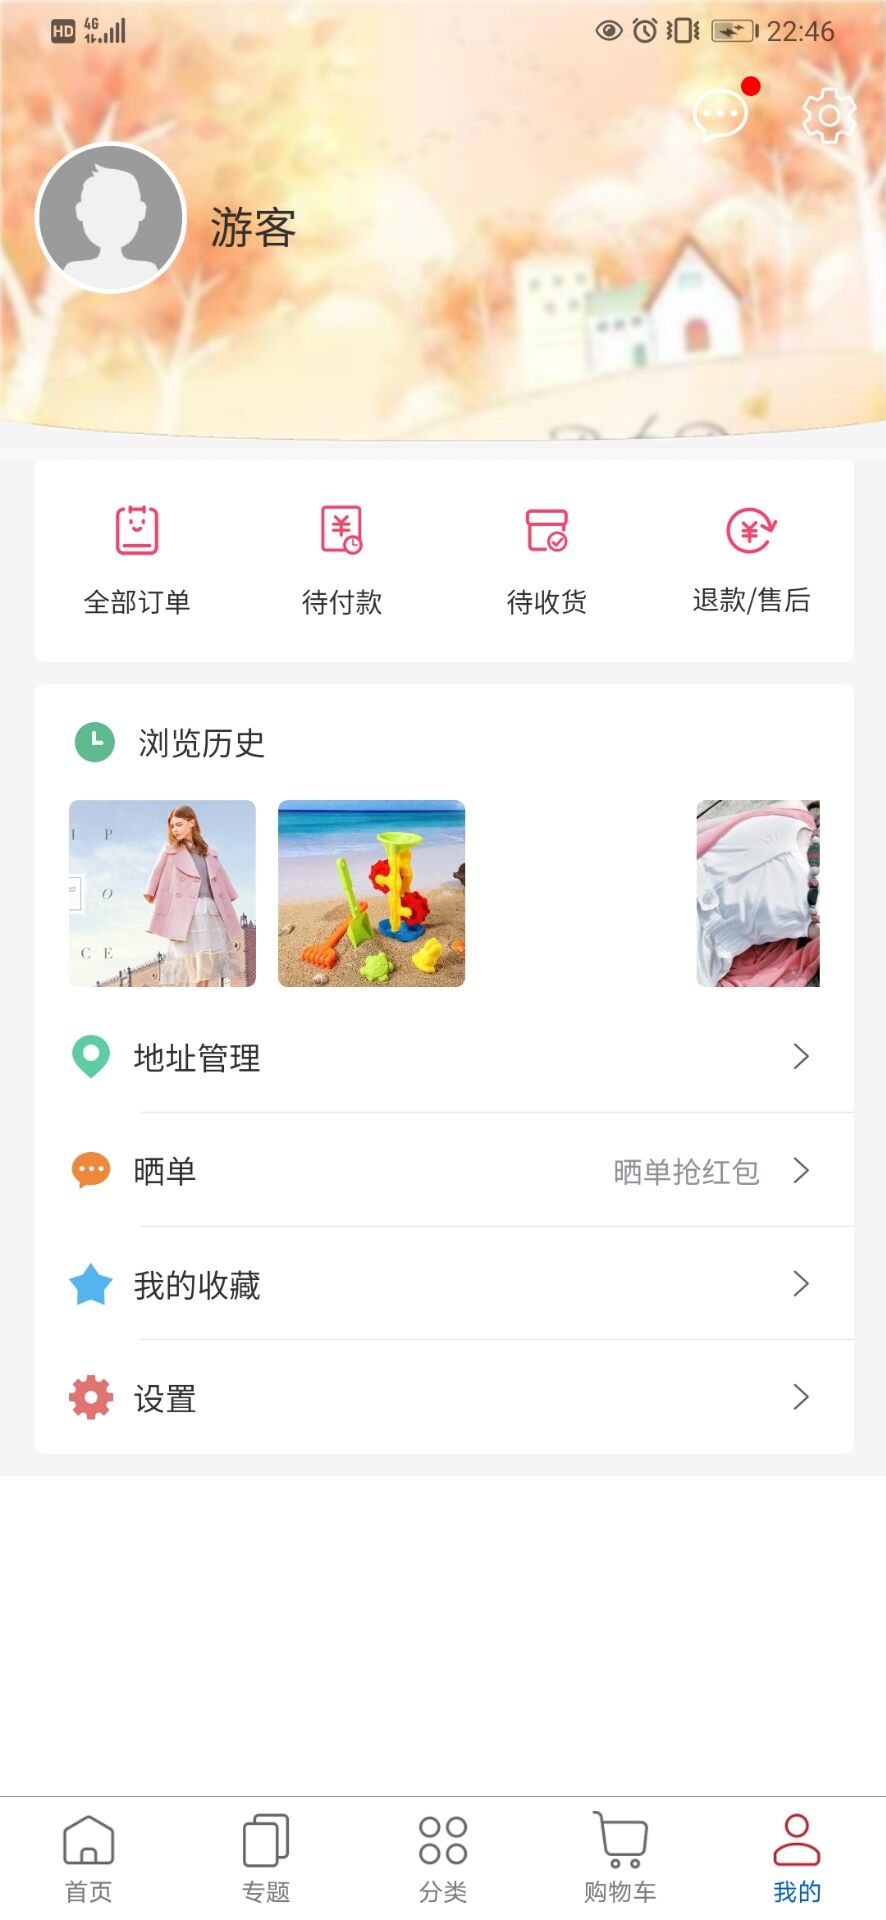 HD 4G 22:46
游客
全部订单 待付款 待收货 退款/售后
浏览历史
I P
O
C E
地址管理
晒单 晒单抢红包
我的收藏
设置
首页 专题 分类 购物车 我的